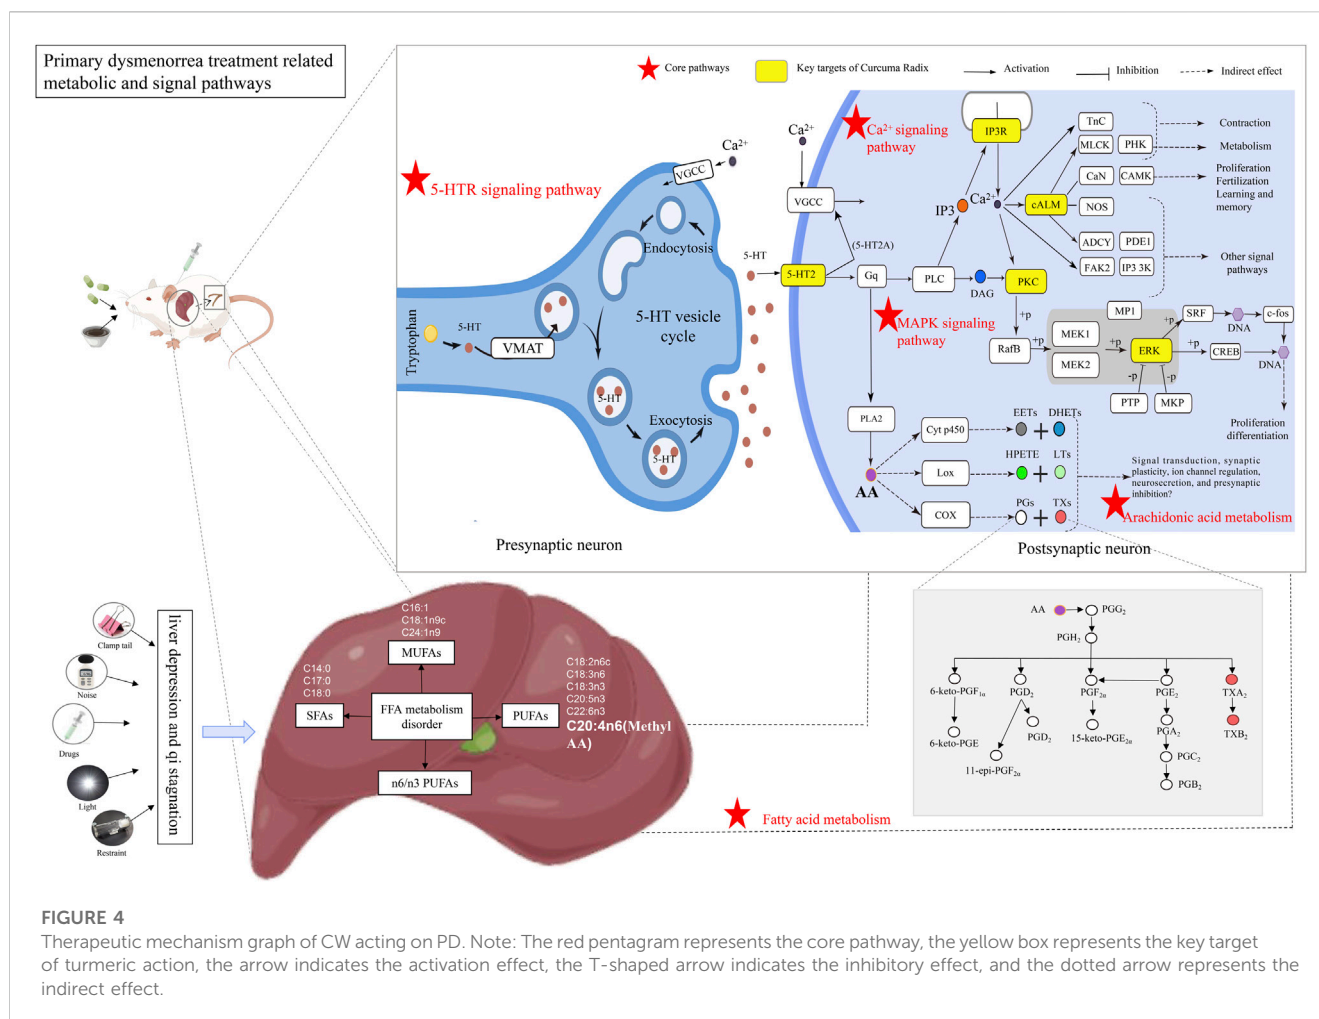 Primary dysmenorrea treatment related
metabolic and signal pathways
Core pathways
Key targets of Curcuma Radix
Activation
Inhibition
Indirect effect
5-HTR signaling pathway
VGCC
Ca²⁺
Endocytosis
5-HT vesicle
cycle
Tryptophan
5-HT
VMAT
5-HT
Exocytosis
5-HT
Presynaptic neuron
Ca²⁺
VGCC
Ca²⁺ signaling
pathway
IP3R
IP3
Ca²⁺
cALM
TnC
MLCK
PHK
CaN
CAMK
NOS
ADCY
PDE1
FAK2
IP3 3K
Contraction
Metabolism
Proliferation
Fertilization
Learning and
memory
Other signal
pathways
5-HT
5-HT2
(5-HT2A)
Gq
PLC
DAG
PKC
MAPK signaling
pathway
+p
RafB
+p
MP1
MEK1
MEK2
+p
ERK
+p
SRF
DNA
c-fos
+p
CREB
DNA
-p
-p
PTP
MKP
Proliferation
differentiation
PLA2
AA
Cyt p450
EETs
DHETs
Lox
HPETE
LTs
COX
PGs
TXs
Signal transduction, synaptic
plasticity, ion channel regulation,
neurosecretion, and presynaptic
inhibition?
Arachidonic acid metabolism
Postsynaptic neuron
Clamp tail
Noise
Drugs
Light
Restraint
liver depression and qi stagnation
C16:1
C18:1n9c
C24:1n9
MUFAs
C14:0
C17:0
C18:0
SFAs
FFA metabolism
disorder
PUFAs
C18:2n6c
C18:3n6
C18:3n3
C20:5n3
C22:6n3
C20:4n6(Methyl
AA)
n6/n3 PUFAs
Fatty acid metabolism
AA
PGG₂
PGH₂
6-keto-PGF₁α
PGD₂
PGF₂α
PGE₂
TXA₂
6-keto-PGE
PGD₂
15-keto-PGE₂α
PGA₂
TXB₂
11-epi-PGF₂α
PGC₂
PGB₂
FIGURE 4
Therapeutic mechanism graph of CW acting on PD. Note: The red pentagram represents the core pathway, the yellow box represents the key target
of turmeric action, the arrow indicates the activation effect, the T-shaped arrow indicates the inhibitory effect, and the dotted arrow represents the
indirect effect.